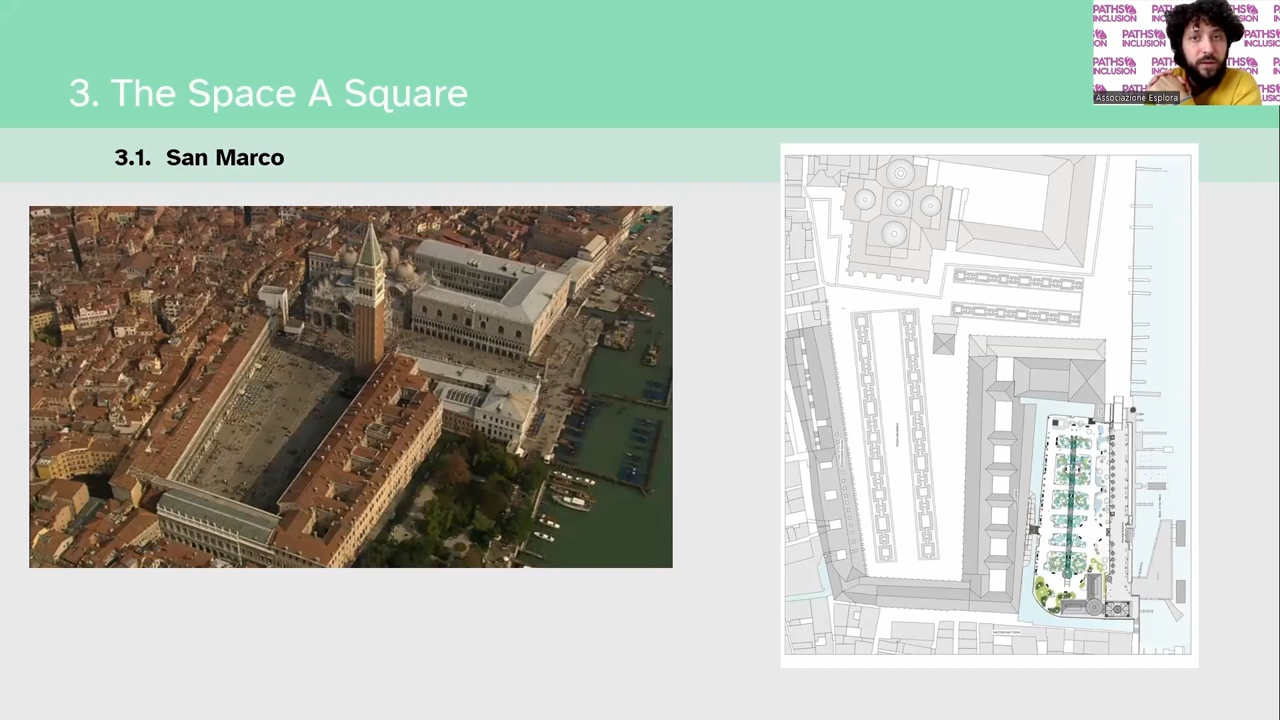 3. The Space A Square
3.1. San Marco
PATHS
INCLUSION
Associazione Esplora